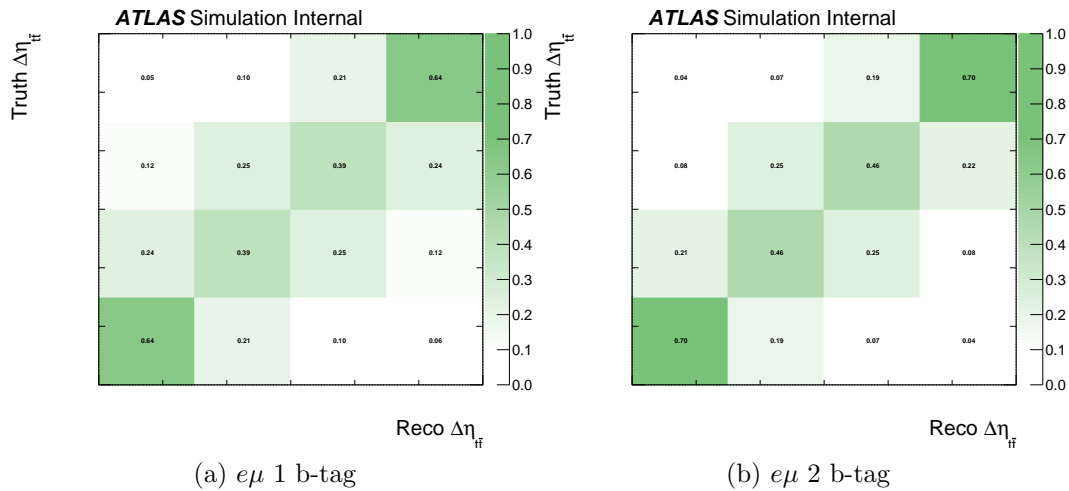 ATLAS Simulation Internal
Truth Δη_tt̄
0.05 0.10 0.21 0.64
0.12 0.25 0.39 0.24
0.24 0.39 0.25 0.12
0.64 0.21 0.10 0.06
1.0
0.9
0.8
0.7
0.6
0.5
0.4
0.3
0.2
0.1
0.0
Reco Δη_tt̄
(a) eμ 1 b-tag
ATLAS Simulation Internal
Truth Δη_tt̄
0.04 0.07 0.19 0.70
0.08 0.25 0.46 0.22
0.21 0.46 0.25 0.08
0.70 0.19 0.07 0.04
1.0
0.9
0.8
0.7
0.6
0.5
0.4
0.3
0.2
0.1
0.0
Reco Δη_tt̄
(b) eμ 2 b-tag